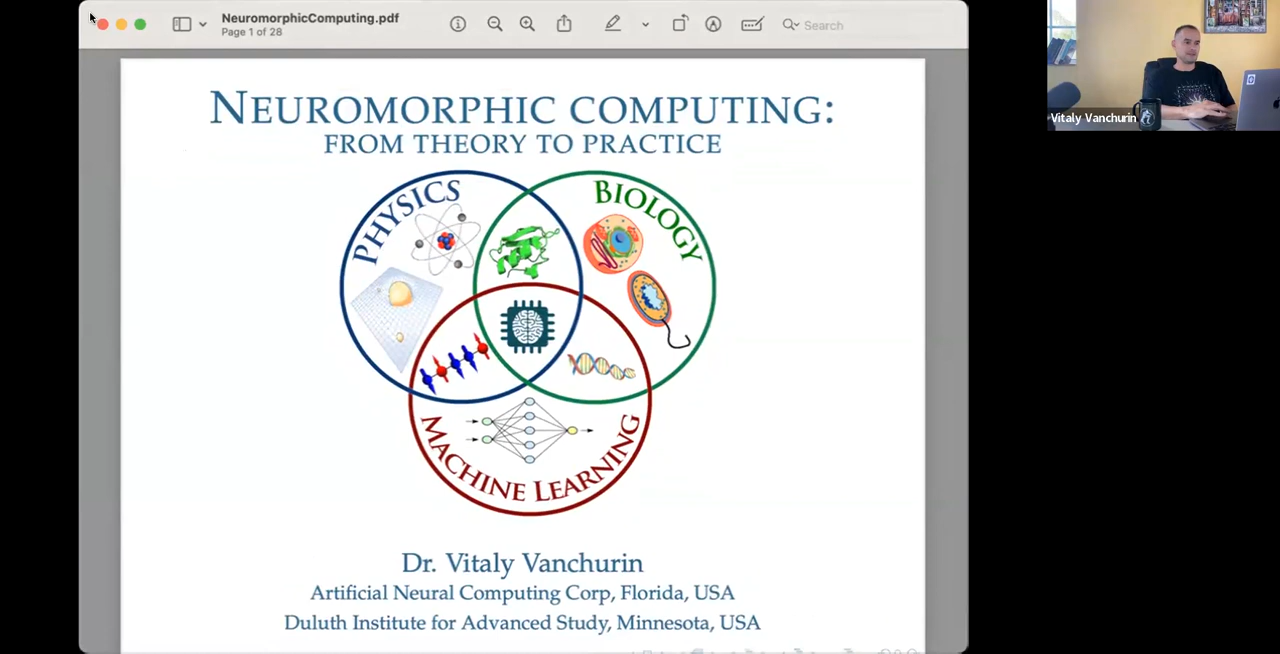 NeuromorphicComputing.pdf
Page 1 of 28
Search
NEUROMORPHIC COMPUTING:
FROM THEORY TO PRACTICE
PHYSICS
BIOLOGY
MACHINE LEARNING
Dr. Vitaly Vanchurin
Artificial Neural Computing Corp, Florida, USA
Duluth Institute for Advanced Study, Minnesota, USA
Vitaly Vanchurin